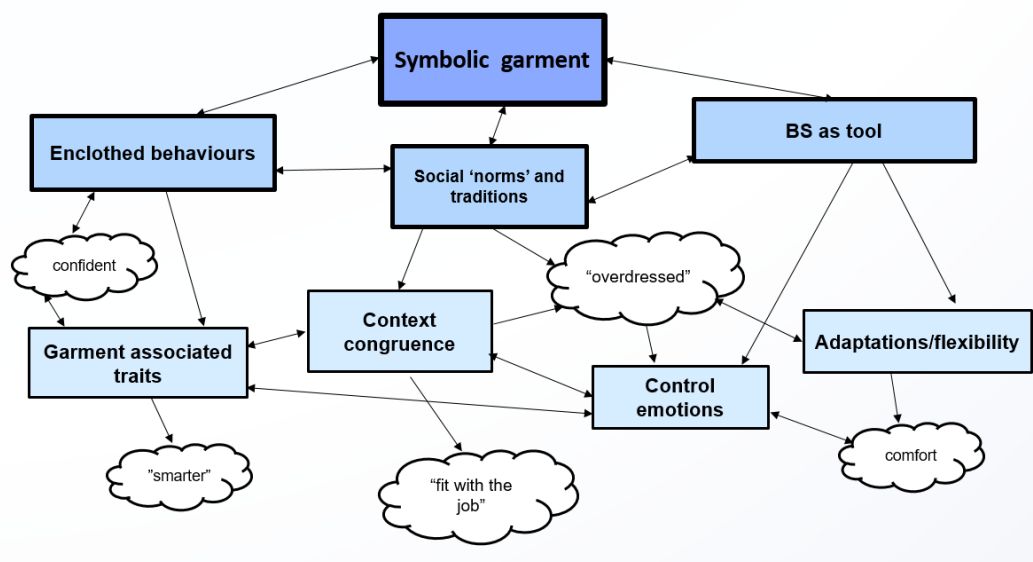 Symbolic garment
BS as tool
Enclothed behaviours
Social ‘norms’ and
traditions
confident
“overdressed”
Context
congruence
Garment associated
traits
Adaptations/flexibility
Control
emotions
”smarter”
“fit with the
job”
comfort